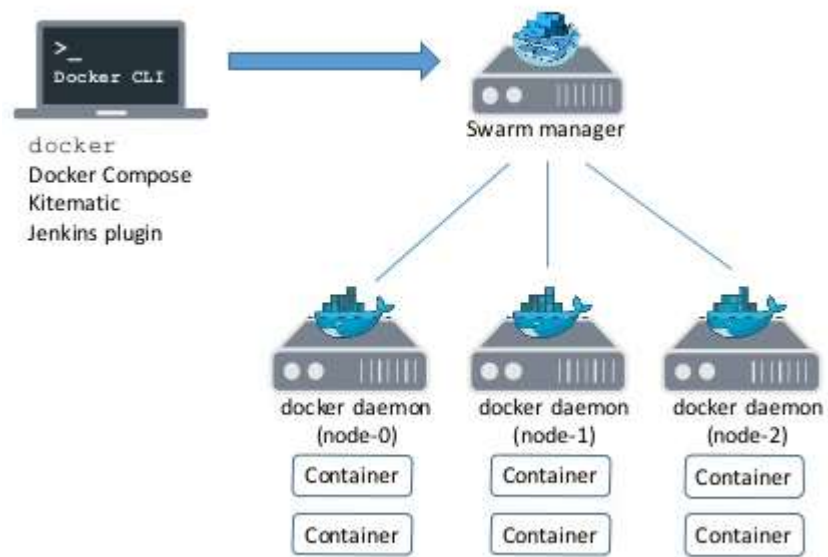 >_
Docker CLI
docker
Docker Compose
Kitematic
Jenkins plugin
Swarm manager
docker daemon
(node-0)
Container
Container
docker daemon
(node-1)
Container
Container
docker daemon
(node-2)
Container
Container